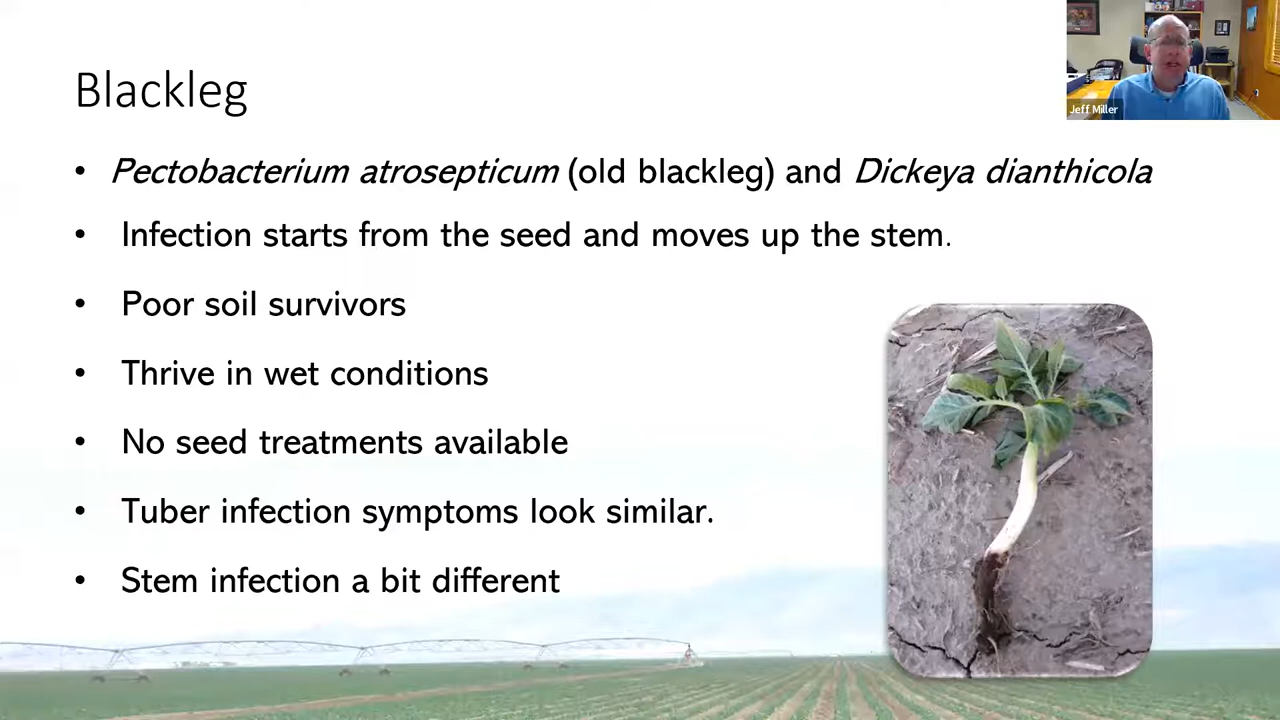 Jeff Miller
Blackleg
• Pectobacterium atrosepticum (old blackleg) and Dickeya dianthicola
• Infection starts from the seed and moves up the stem.
• Poor soil survivors
• Thrive in wet conditions
• No seed treatments available
• Tuber infection symptoms look similar.
• Stem infection a bit different